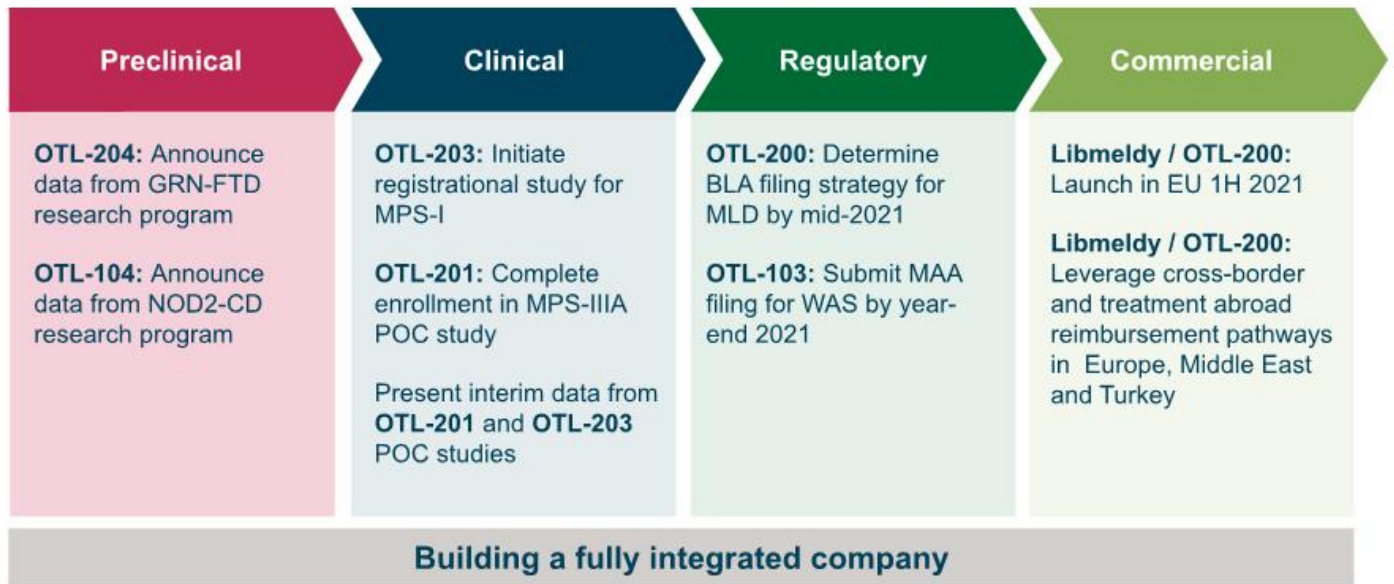 Preclinical
Clinical
Regulatory
Commercial
OTL-204: Announce
data from GRN-FTD
research program
OTL-104: Announce
data from NOD2-CD
research program
OTL-203: Initiate
registrational study for
MPS-I
OTL-201: Complete
enrollment in MPS-IIIA
POC study
Present interim data from
OTL-201 and OTL-203
POC studies
OTL-200: Determine
BLA filing strategy for
MLD by mid-2021
OTL-103: Submit MAA
filing for WAS by year-
end 2021
Libmeldy / OTL-200:
Launch in EU 1H 2021
Libmeldy / OTL-200:
Leverage cross-border
and treatment abroad
reimbursement pathways
in Europe, Middle East
and Turkey
Building a fully integrated company